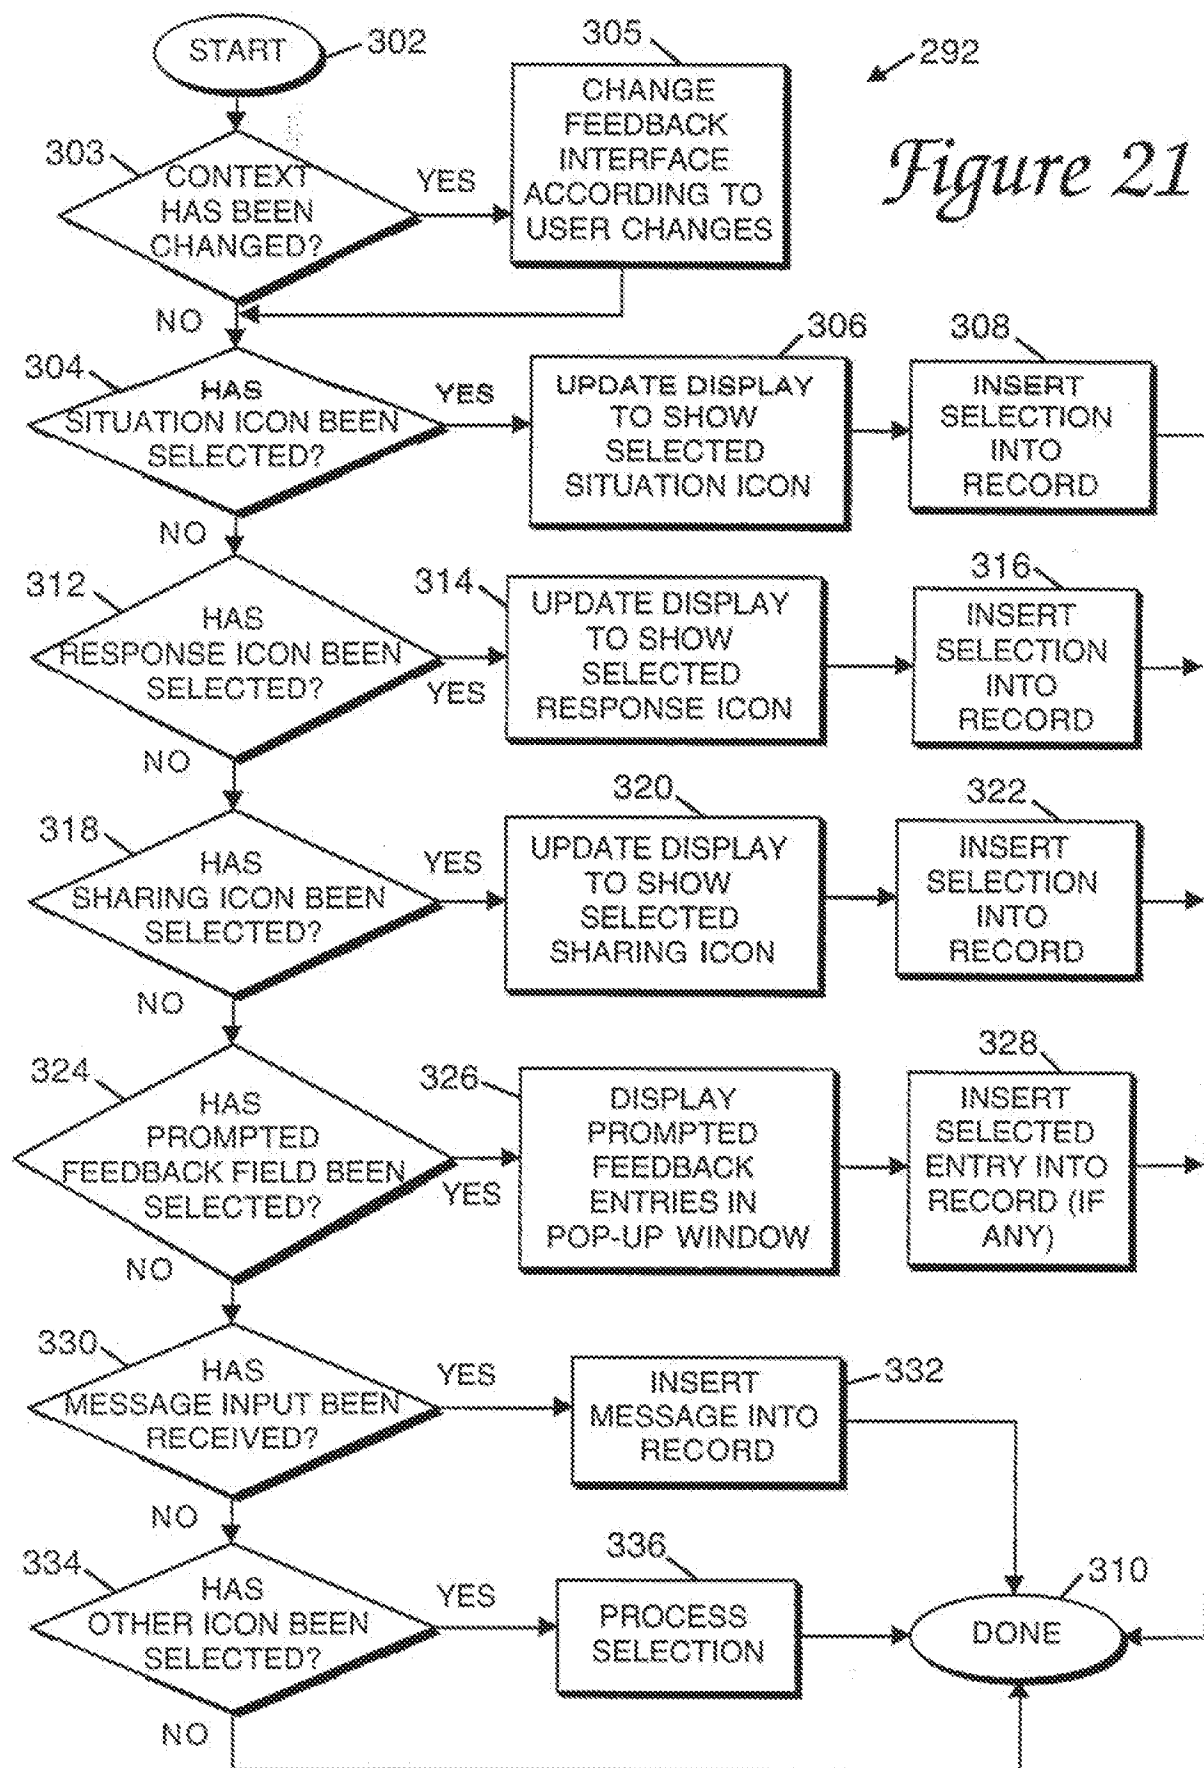 START
302
305
292
Figure 21
CHANGE
FEEDBACK
INTERFACE
ACCORDING TO
USER CHANGES
303
CONTEXT
HAS BEEN
CHANGED?
YES
NO
304
HAS
SITUATION ICON BEEN
SELECTED?
YES
306
UPDATE DISPLAY
TO SHOW
SELECTED
SITUATION ICON
308
INSERT
SELECTION
INTO
RECORD
NO
312
HAS
RESPONSE ICON BEEN
SELECTED?
YES
314
UPDATE DISPLAY
TO SHOW
SELECTED
RESPONSE ICON
316
INSERT
SELECTION
INTO
RECORD
NO
318
HAS
SHARING ICON BEEN
SELECTED?
YES
320
UPDATE DISPLAY
TO SHOW
SELECTED
SHARING ICON
322
INSERT
SELECTION
INTO
RECORD
NO
324
HAS
PROMPTED
FEEDBACK FIELD BEEN
SELECTED?
YES
326
DISPLAY
PROMPTED
FEEDBACK
ENTRIES IN
POP-UP WINDOW
328
INSERT
SELECTED
ENTRY INTO
RECORD (IF
ANY)
NO
330
HAS
MESSAGE INPUT BEEN
RECEIVED?
YES
INSERT
MESSAGE INTO
RECORD
332
NO
334
HAS
OTHER ICON BEEN
SELECTED?
YES
336
PROCESS
SELECTION
310
DONE
NO